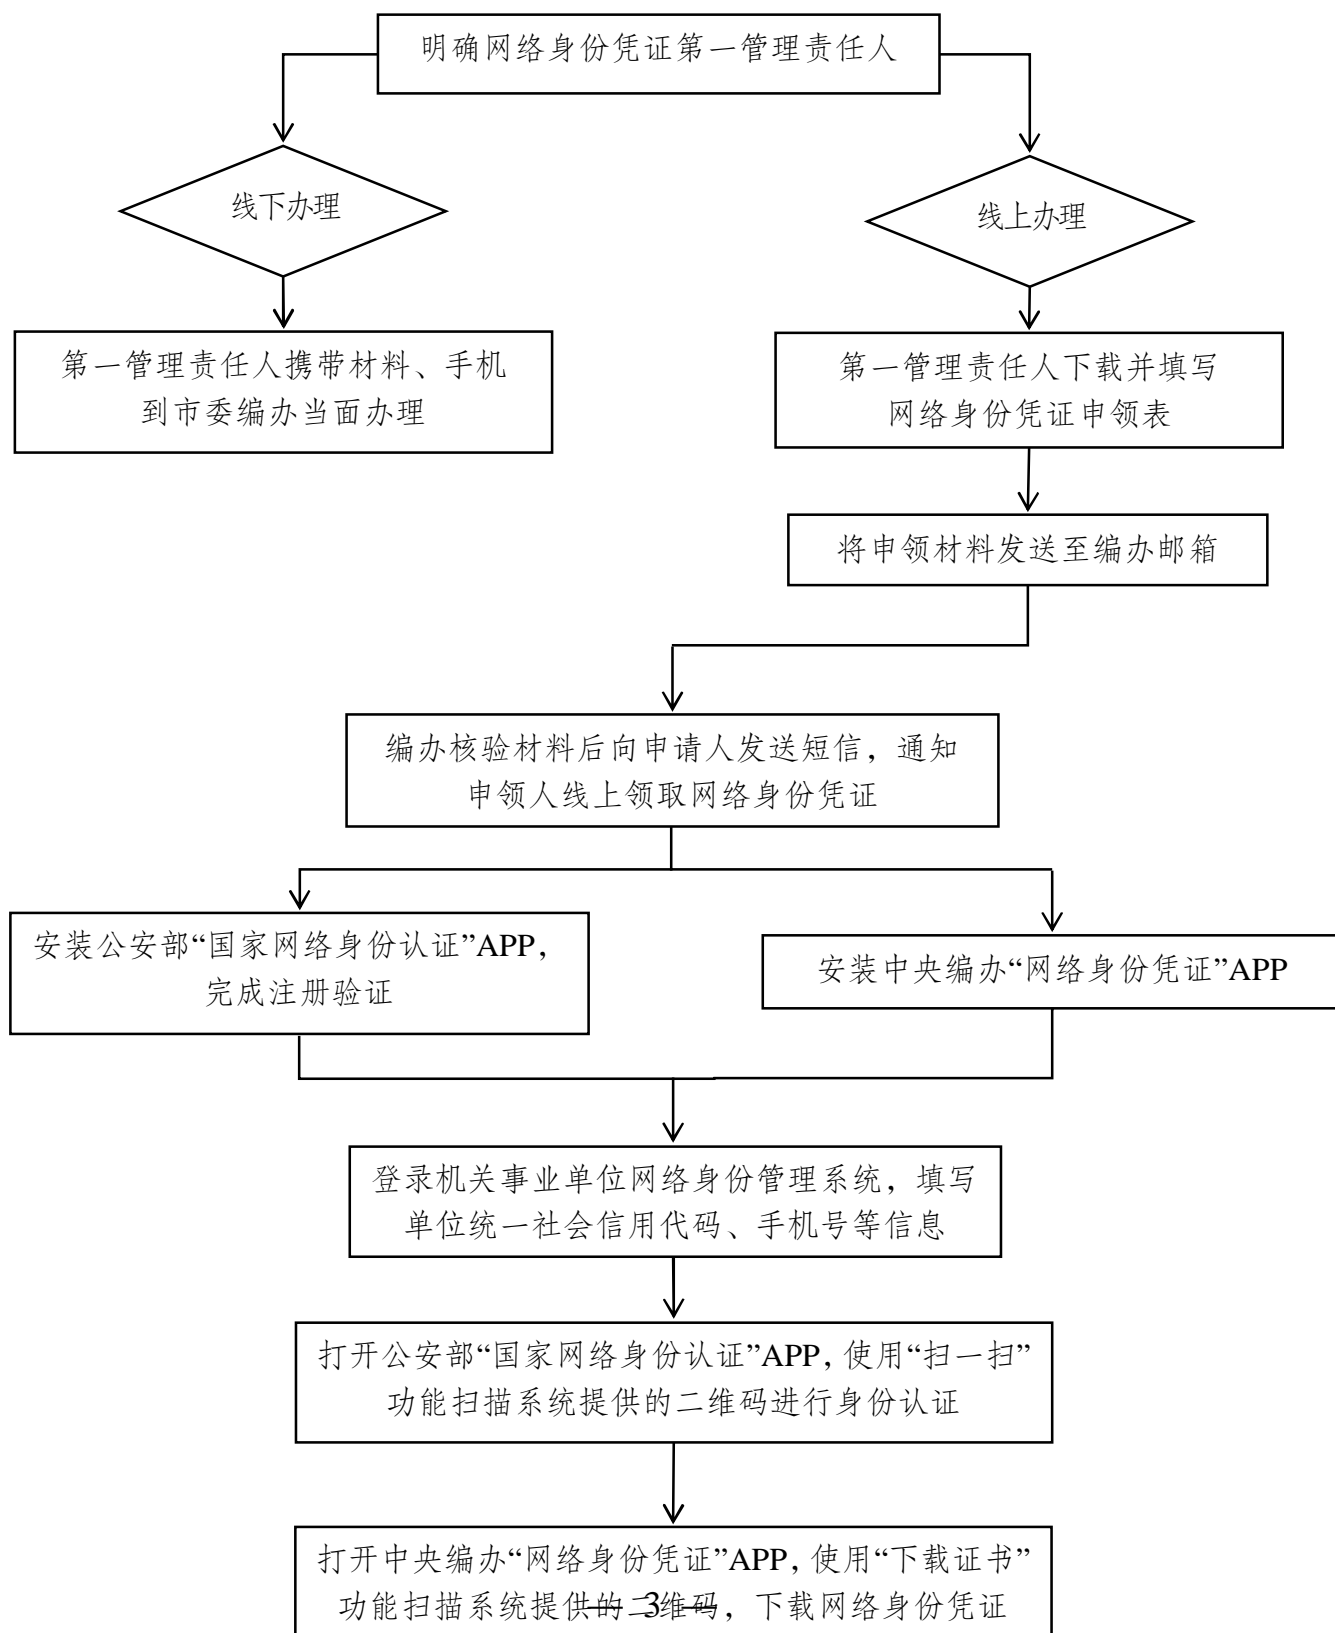 明确网络身份凭证第一管理责任人
线下办理
线上办理
第一管理责任人携带材料、手机
到市委编办当面办理
第一管理责任人下载并填写
网络身份凭证申领表
将申领材料发送至编办邮箱
编办核验材料后向申请人发送短信，通知
申领人线上领取网络身份凭证
安装公安部“国家网络身份认证”APP，
完成注册验证
安装中央编办“网络身份凭证”APP
登录机关事业单位网络身份管理系统，填写
单位统一社会信用代码、手机号等信息
打开公安部“国家网络身份认证”APP，使用“扫一扫”
功能扫描系统提供的二维码进行身份认证
打开中央编办“网络身份凭证”APP，使用“下载证书”
功能扫描系统提供的二维码，下载网络身份凭证
— 3 —